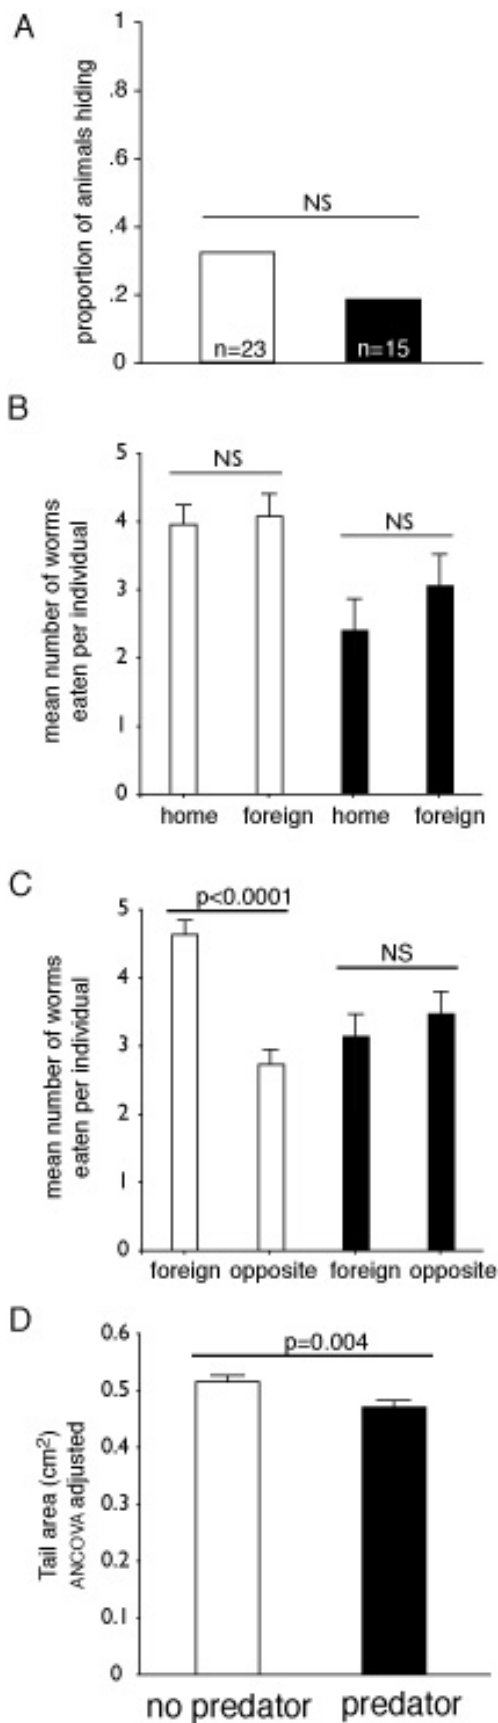 A
proportion of animals hiding
1
.8
.6
.4
.2
0
NS
n=23
n=15
B
mean number of worms
eaten per individual
5
4
3
2
1
0
NS
NS
home foreign home foreign
C
mean number of worms
eaten per individual
5
4
3
2
1
0
p<0.0001
NS
foreign opposite foreign opposite
D
Tail area (cm²)
ANCOVA adjusted
0.6
0.5
0.4
0.3
0.2
0.1
0
p=0.004
no predator predator